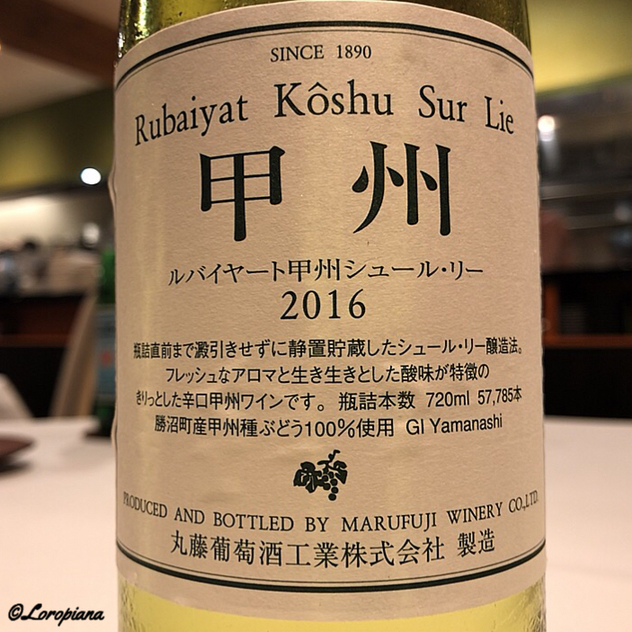 SINCE 1890
Rubaiyat Kôshu Sur Lie
甲州
ルバイヤート甲州シュール・リー
2016
瓶詰直前まで澱引きせずに静置貯蔵したシュール・リー醸造法。
フレッシュなアロマと生き生きとした酸味が特徴の
きりっとした辛口甲州ワインです。 瓶詰本数 720ml 57,785本
勝沼町産甲州種ぶどう100%使用 GI Yamanashi
PRODUCED AND BOTTLED BY MARUFUJI WINERY CO.,LTD.
丸藤葡萄酒工業株式会社 製造
©Loropiana